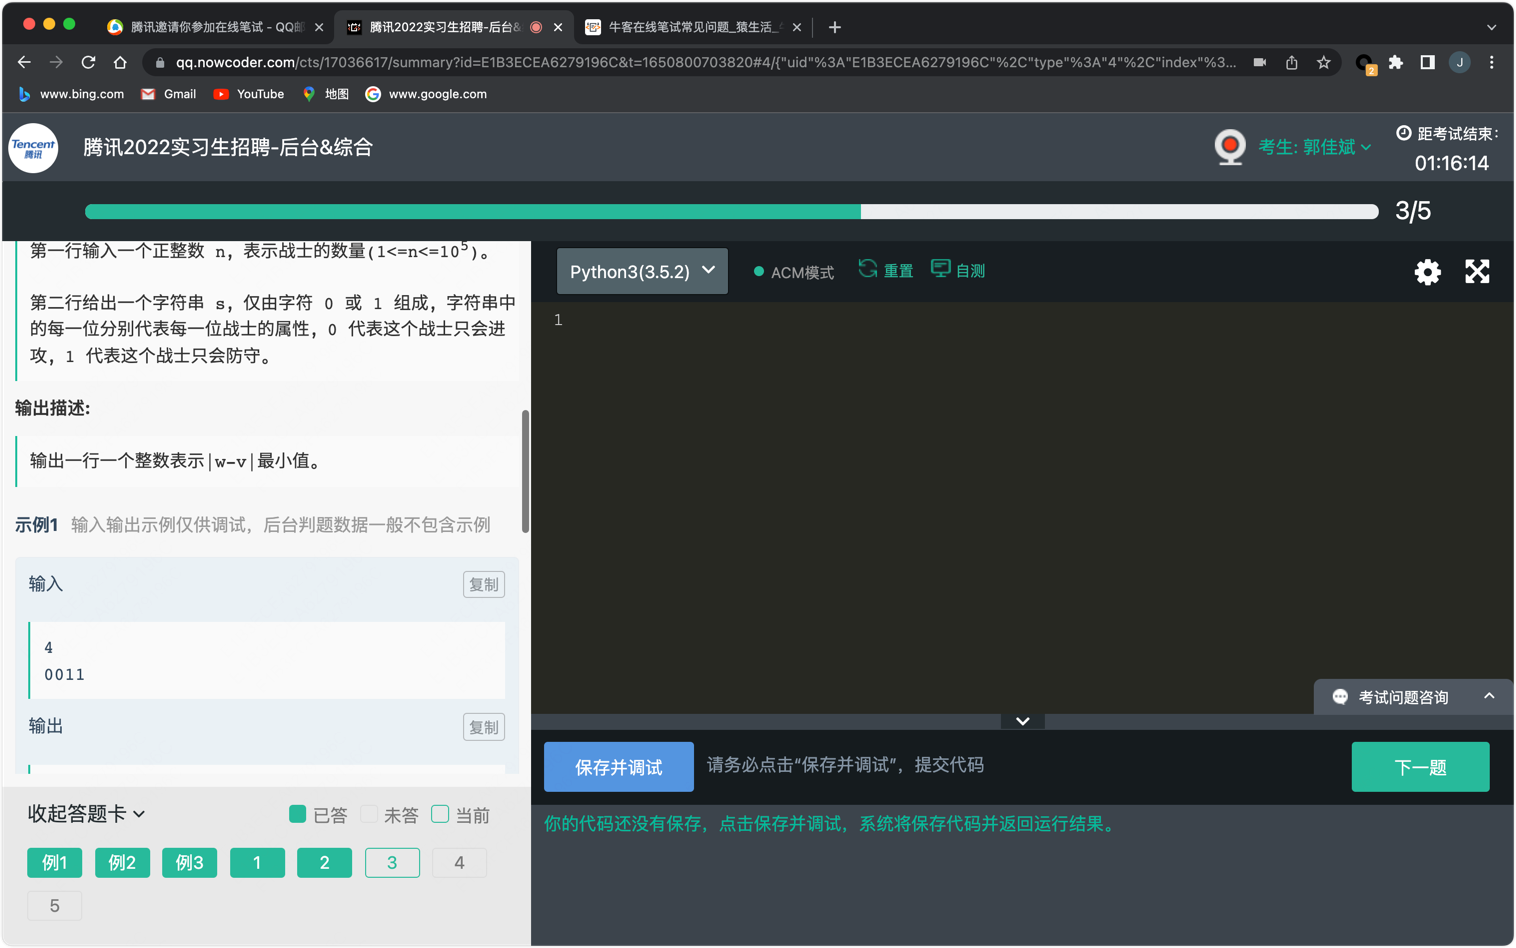 腾讯邀请你参加在线笔试 - QQ邮
腾讯2022实习生招聘-后台&
牛客在线笔试常见问题_猿生活_
qq.nowcoder.com/cts/17036617/summary?id=E1B3ECEA6279196C&t=1650800703820#4/{"uid"%3A"E1B3ECEA6279196C"%2C"type"%3A"4"%2C"index"%3...
2
J
www.bing.com
Gmail
YouTube
地图
www.google.com
Tencent
腾讯
腾讯2022实习生招聘-后台&综合
考生: 郭佳斌
距考试结束:
01:16:14
3/5
第一行输入一个正整数 n，表示战士的数量(1<=n<=10^5)。
第二行给出一个字符串 s，仅由字符 0 或 1 组成，字符串中
的每一位分别代表每一位战士的属性，0 代表这个战士只会进
攻，1 代表这个战士只会防守。
输出描述:
输出一行一个整数表示|w-v|最小值。
示例1 输入输出示例仅供调试，后台判题数据一般不包含示例
输入
复制
4
0011
输出
复制
收起答题卡
已答
未答
当前
例1 例2 例3 1 2 3 4
5
Python3(3.5.2)
ACM模式
重置
自测
1
考试问题咨询
保存并调试
请务必点击“保存并调试”，提交代码
下一题
你的代码还没有保存，点击保存并调试，系统将保存代码并返回运行结果。